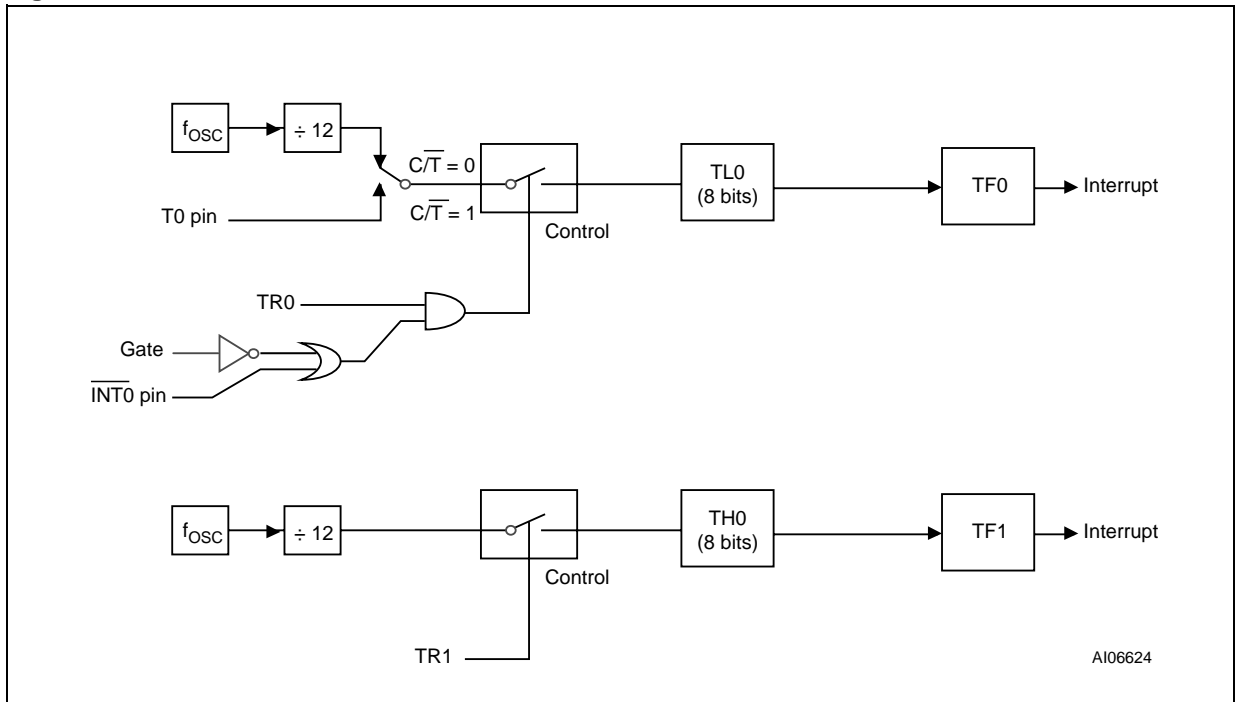 fOSC
÷ 12
C/T̅ = 0
TL0
(8 bits)
TF0
Interrupt
T0 pin
C/T̅ = 1
Control
TR0
Gate
I̅N̅T̅0̅ pin
fOSC
÷ 12
TH0
(8 bits)
TF1
Interrupt
Control
TR1
AI06624